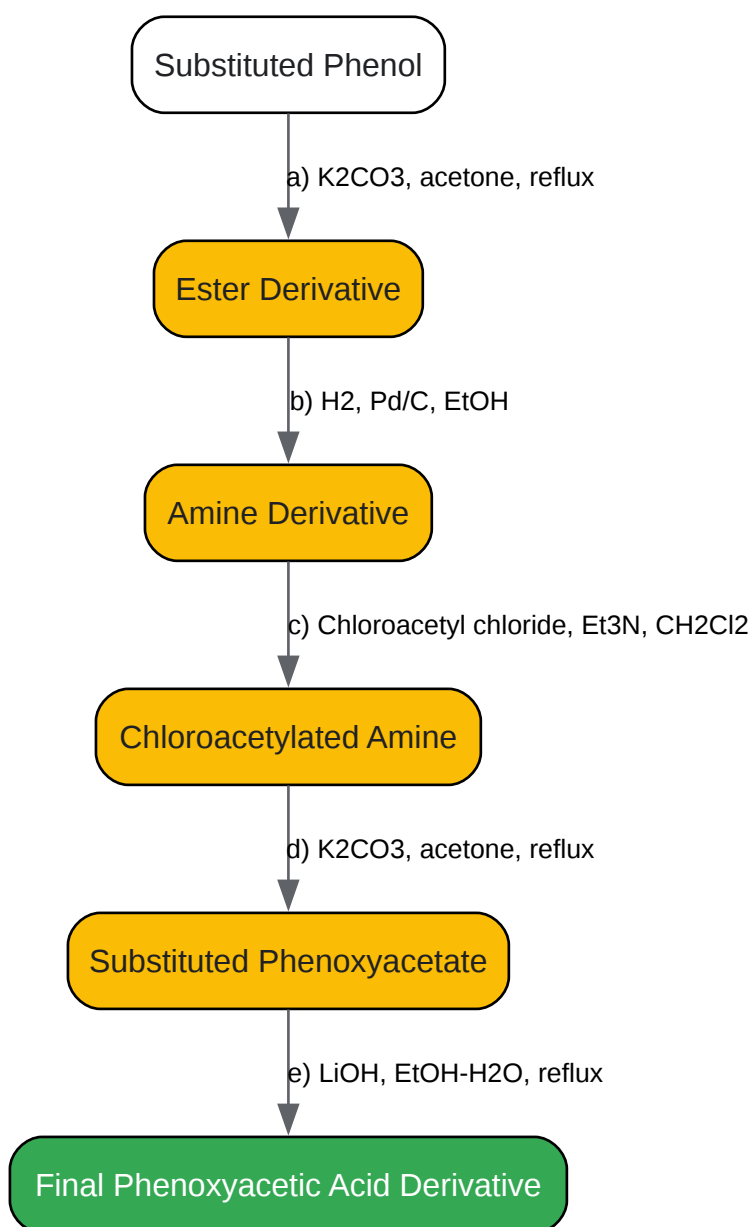 Substituted Phenol
a) K2CO3, acetone, reflux
Ester Derivative
b) H2, Pd/C, EtOH
Amine Derivative
c) Chloroacetyl chloride, Et3N, CH2Cl2
Chloroacetylated Amine
d) K2CO3, acetone, reflux
Substituted Phenoxyacetate
e) LiOH, EtOH-H2O, reflux
Final Phenoxyacetic Acid Derivative